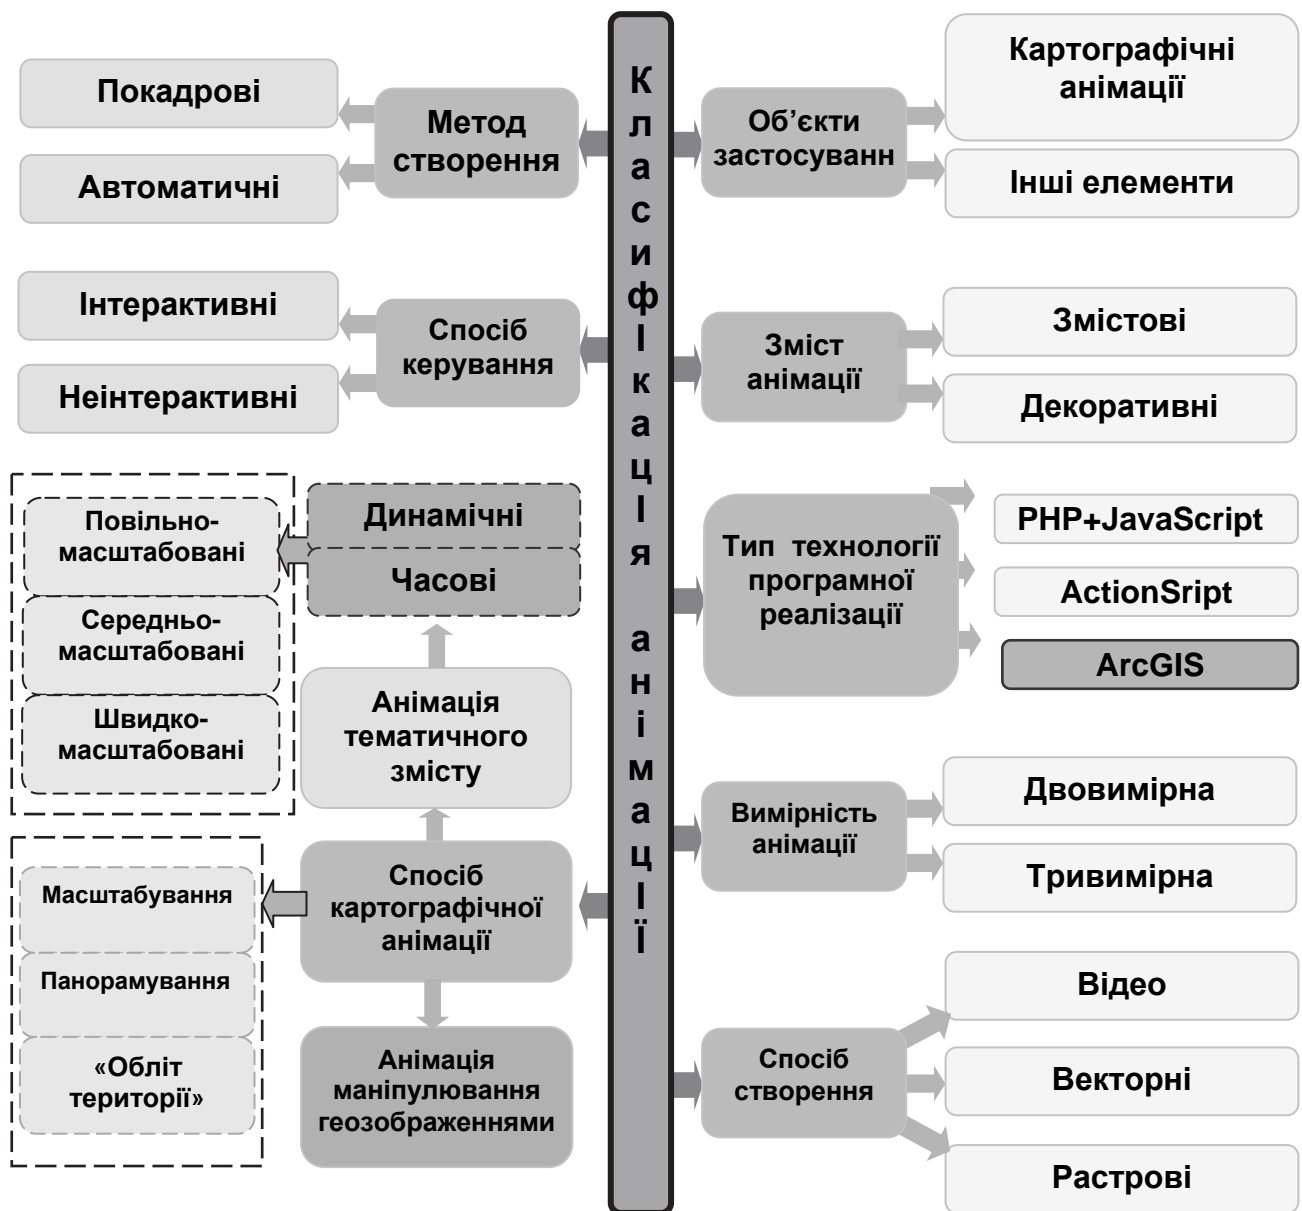 Класифікація анімації
Покадрові
Автоматичні
Метод
створення
Інтерактивні
Неінтерактивні
Спосіб
керування
Динамічні
Часові
Повільно-
масштабовані
Середньо-
масштабовані
Швидко-
масштабовані
Анімація
тематичного
змісту
Спосіб
картографічної
анімації
Масштабування
Панорамування
«Обліт
території»
Анімація
маніпулювання
геозображеннями
Об’єкти
застосуванн
Картографічні
анімації
Інші елементи
Зміст
анімації
Змістові
Декоративні
Тип технології
програмної
реалізації
PHP+JavaScript
ActionSript
ArcGIS
Вимірність
анімації
Двовимірна
Тривимірна
Спосіб
створення
Відео
Векторні
Растрові